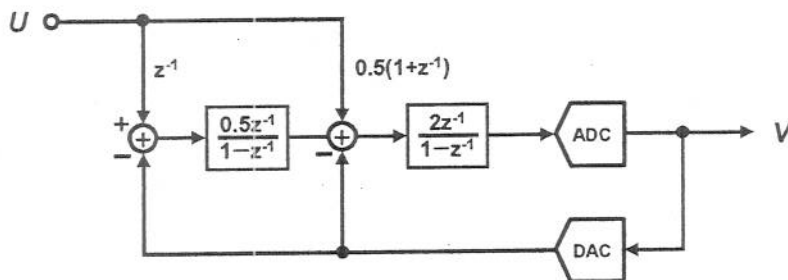 U
z⁻¹
0.5(1+z⁻¹)
+
−
0.5z⁻¹
1−z⁻¹
+
−
2z⁻¹
1−z⁻¹
ADC
V
+
DAC